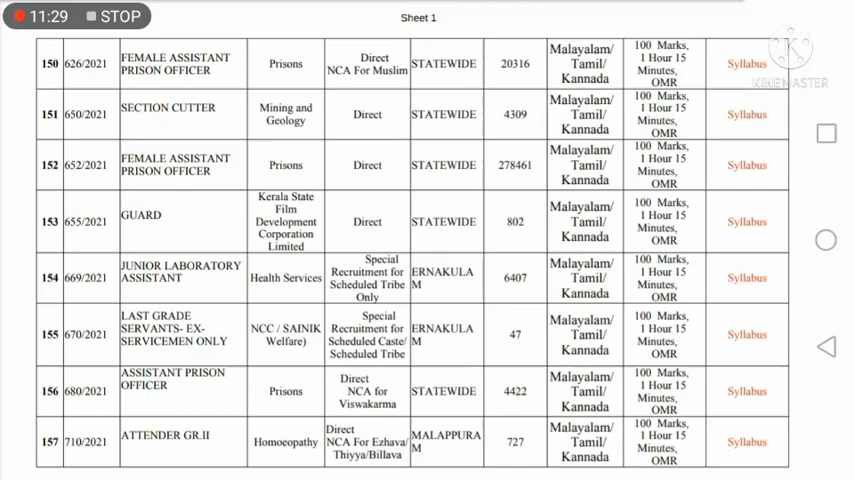 11:29 STOP
Sheet 1
KINEMASTER
150 626/2021 FEMALE ASSISTANT PRISON OFFICER Prisons Direct NCA For Muslim STATEWIDE 20316 Malayalam/ Tamil/ Kannada 100 Marks, 1 Hour 15 Minutes, OMR Syllabus
151 650/2021 SECTION CUTTER Mining and Geology Direct STATEWIDE 4309 Malayalam/ Tamil/ Kannada 100 Marks, 1 Hour 15 Minutes, OMR Syllabus
152 652/2021 FEMALE ASSISTANT PRISON OFFICER Prisons Direct STATEWIDE 278461 Malayalam/ Tamil/ Kannada 100 Marks, 1 Hour 15 Minutes, OMR Syllabus
153 655/2021 GUARD Kerala State Film Development Corporation Limited Direct STATEWIDE 802 Malayalam/ Tamil/ Kannada 100 Marks, 1 Hour 15 Minutes, OMR Syllabus
154 669/2021 JUNIOR LABORATORY ASSISTANT Health Services Special Recruitment for Scheduled Tribe Only ERNAKULA M 6407 Malayalam/ Tamil/ Kannada 100 Marks, 1 Hour 15 Minutes, OMR Syllabus
155 670/2021 LAST GRADE SERVANTS- EX- SERVICEMEN ONLY NCC / SAINIK Welfare) Special Recruitment for Scheduled Caste/ Scheduled Tribe ERNAKULA M 47 Malayalam/ Tamil/ Kannada 100 Marks, 1 Hour 15 Minutes, OMR Syllabus
156 680/2021 ASSISTANT PRISON OFFICER Prisons Direct NCA for Viswakarma STATEWIDE 4422 Malayalam/ Tamil/ Kannada 100 Marks, 1 Hour 15 Minutes, OMR Syllabus
157 710/2021 ATTENDER GR.II Homoeopathy Direct NCA For Ezhava/ Thiyya/Billava MALAPPURA M 727 Malayalam/ Tamil/ Kannada 100 Marks, 1 Hour 15 Minutes, OMR Syllabus